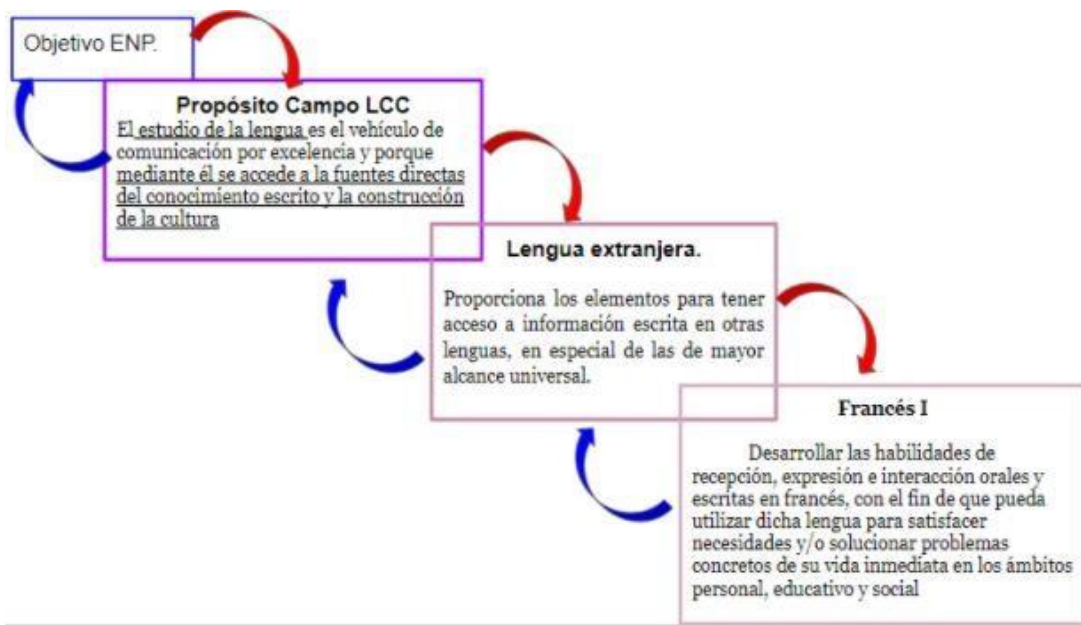 Objetivo ENP.
Propósito Campo LCC
El estudio de la lengua es el vehículo de
comunicación por excelencia y porque
mediante él se accede a la fuentes directas
del conocimiento escrito y la construcción
de la cultura
Lengua extranjera.
Proporciona los elementos para tener
acceso a información escrita en otras
lenguas, en especial de las de mayor
alcance universal.
Francés I
Desarrollar las habilidades de
recepción, expresión e interacción orales y
escritas en francés, con el fin de que pueda
utilizar dicha lengua para satisfacer
necesidades y/o solucionar problemas
concretos de su vida inmediata en los ámbitos
personal, educativo y social